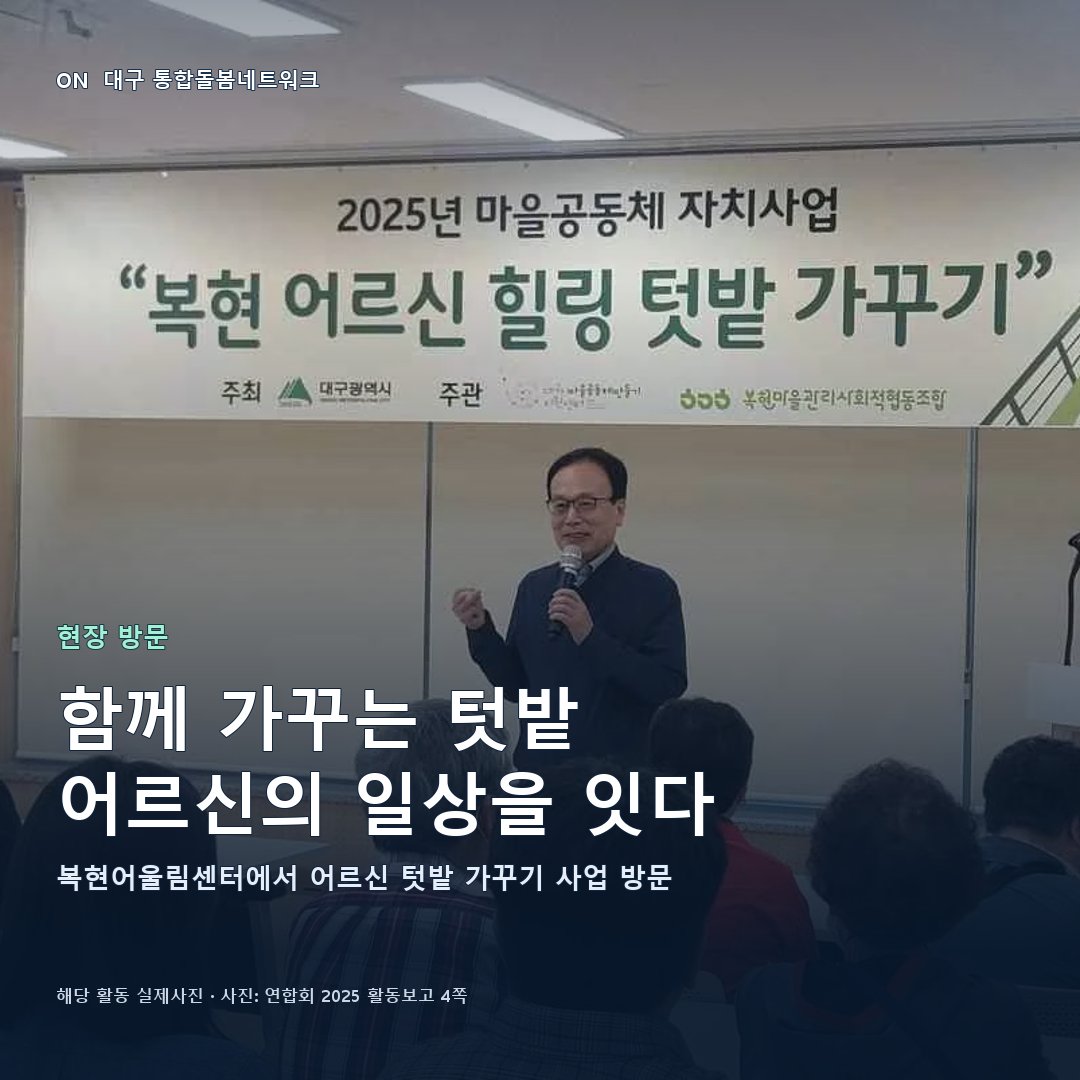 ON 대구 통합돌봄네트워크
2025년 마을공동체 자치사업
“복현 어르신 힐링 텃밭 가꾸기”
주최 대구광역시 주관 복현마을관리사회적협동조합
현장 방문
함께 가꾸는 텃밭
어르신의 일상을 잇다
복현어울림센터에서 어르신 텃밭 가꾸기 사업 방문
해당 활동 실제사진 · 사진: 연합회 2025 활동보고 4쪽